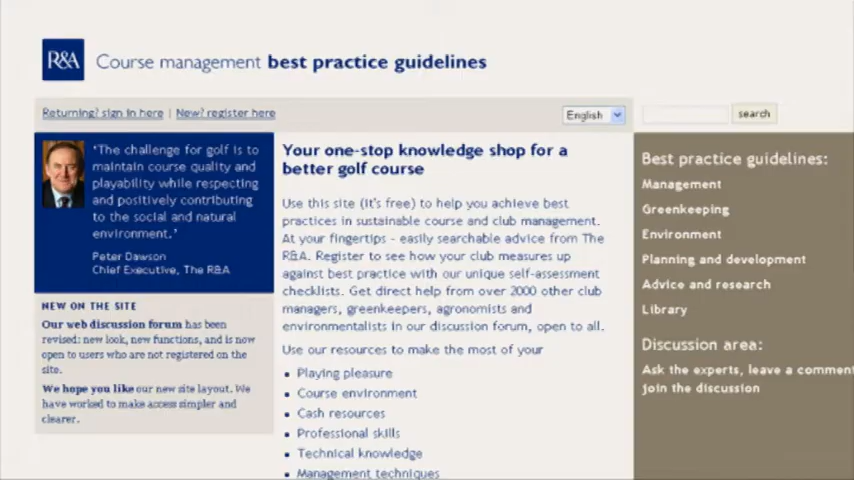 R&A
Course management best practice guidelines
Returning? sign in here | New? register here
English
search
'The challenge for golf is to
maintain course quality and
playability while respecting
and positively contributing
to the social and natural
environment.'
Peter Dawson
Chief Executive, The R&A
NEW ON THE SITE
Our web discussion forum has been
revised: new look, new functions, and is now
open to users who are not registered on the
site.
We hope you like our new site layout. We
have worked to make access simpler and
clearer.
Your one-stop knowledge shop for a
better golf course
Use this site (it's free) to help you achieve best
practices in sustainable course and club management.
At your fingertips - easily searchable advice from The
R&A. Register to see how your club measures up
against best practice with our unique self-assessment
checklists. Get direct help from over 2000 other club
managers, greenkeepers, agronomists and
environmentalists in our discussion forum, open to all.
Use our resources to make the most of your
Playing pleasure
Course environment
Cash resources
Professional skills
Technical knowledge
Management techniques
Best practice guidelines:
Management
Greenkeeping
Environment
Planning and development
Advice and research
Library
Discussion area:
Ask the experts, leave a comment
join the discussion